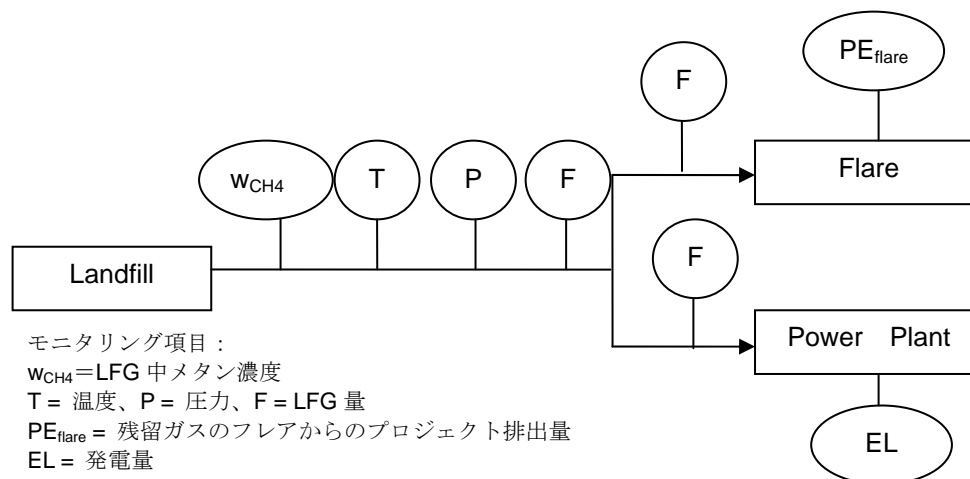 PEflare
F
wCH4
T
P
F
Flare
F
Landfill
Power Plant
モニタリング項目：
wCH4＝LFG 中メタン濃度
T = 温度、P = 圧力、F = LFG 量
PEflare = 残留ガスのフレアからのプロジェクト排出量
EL = 発電量
EL